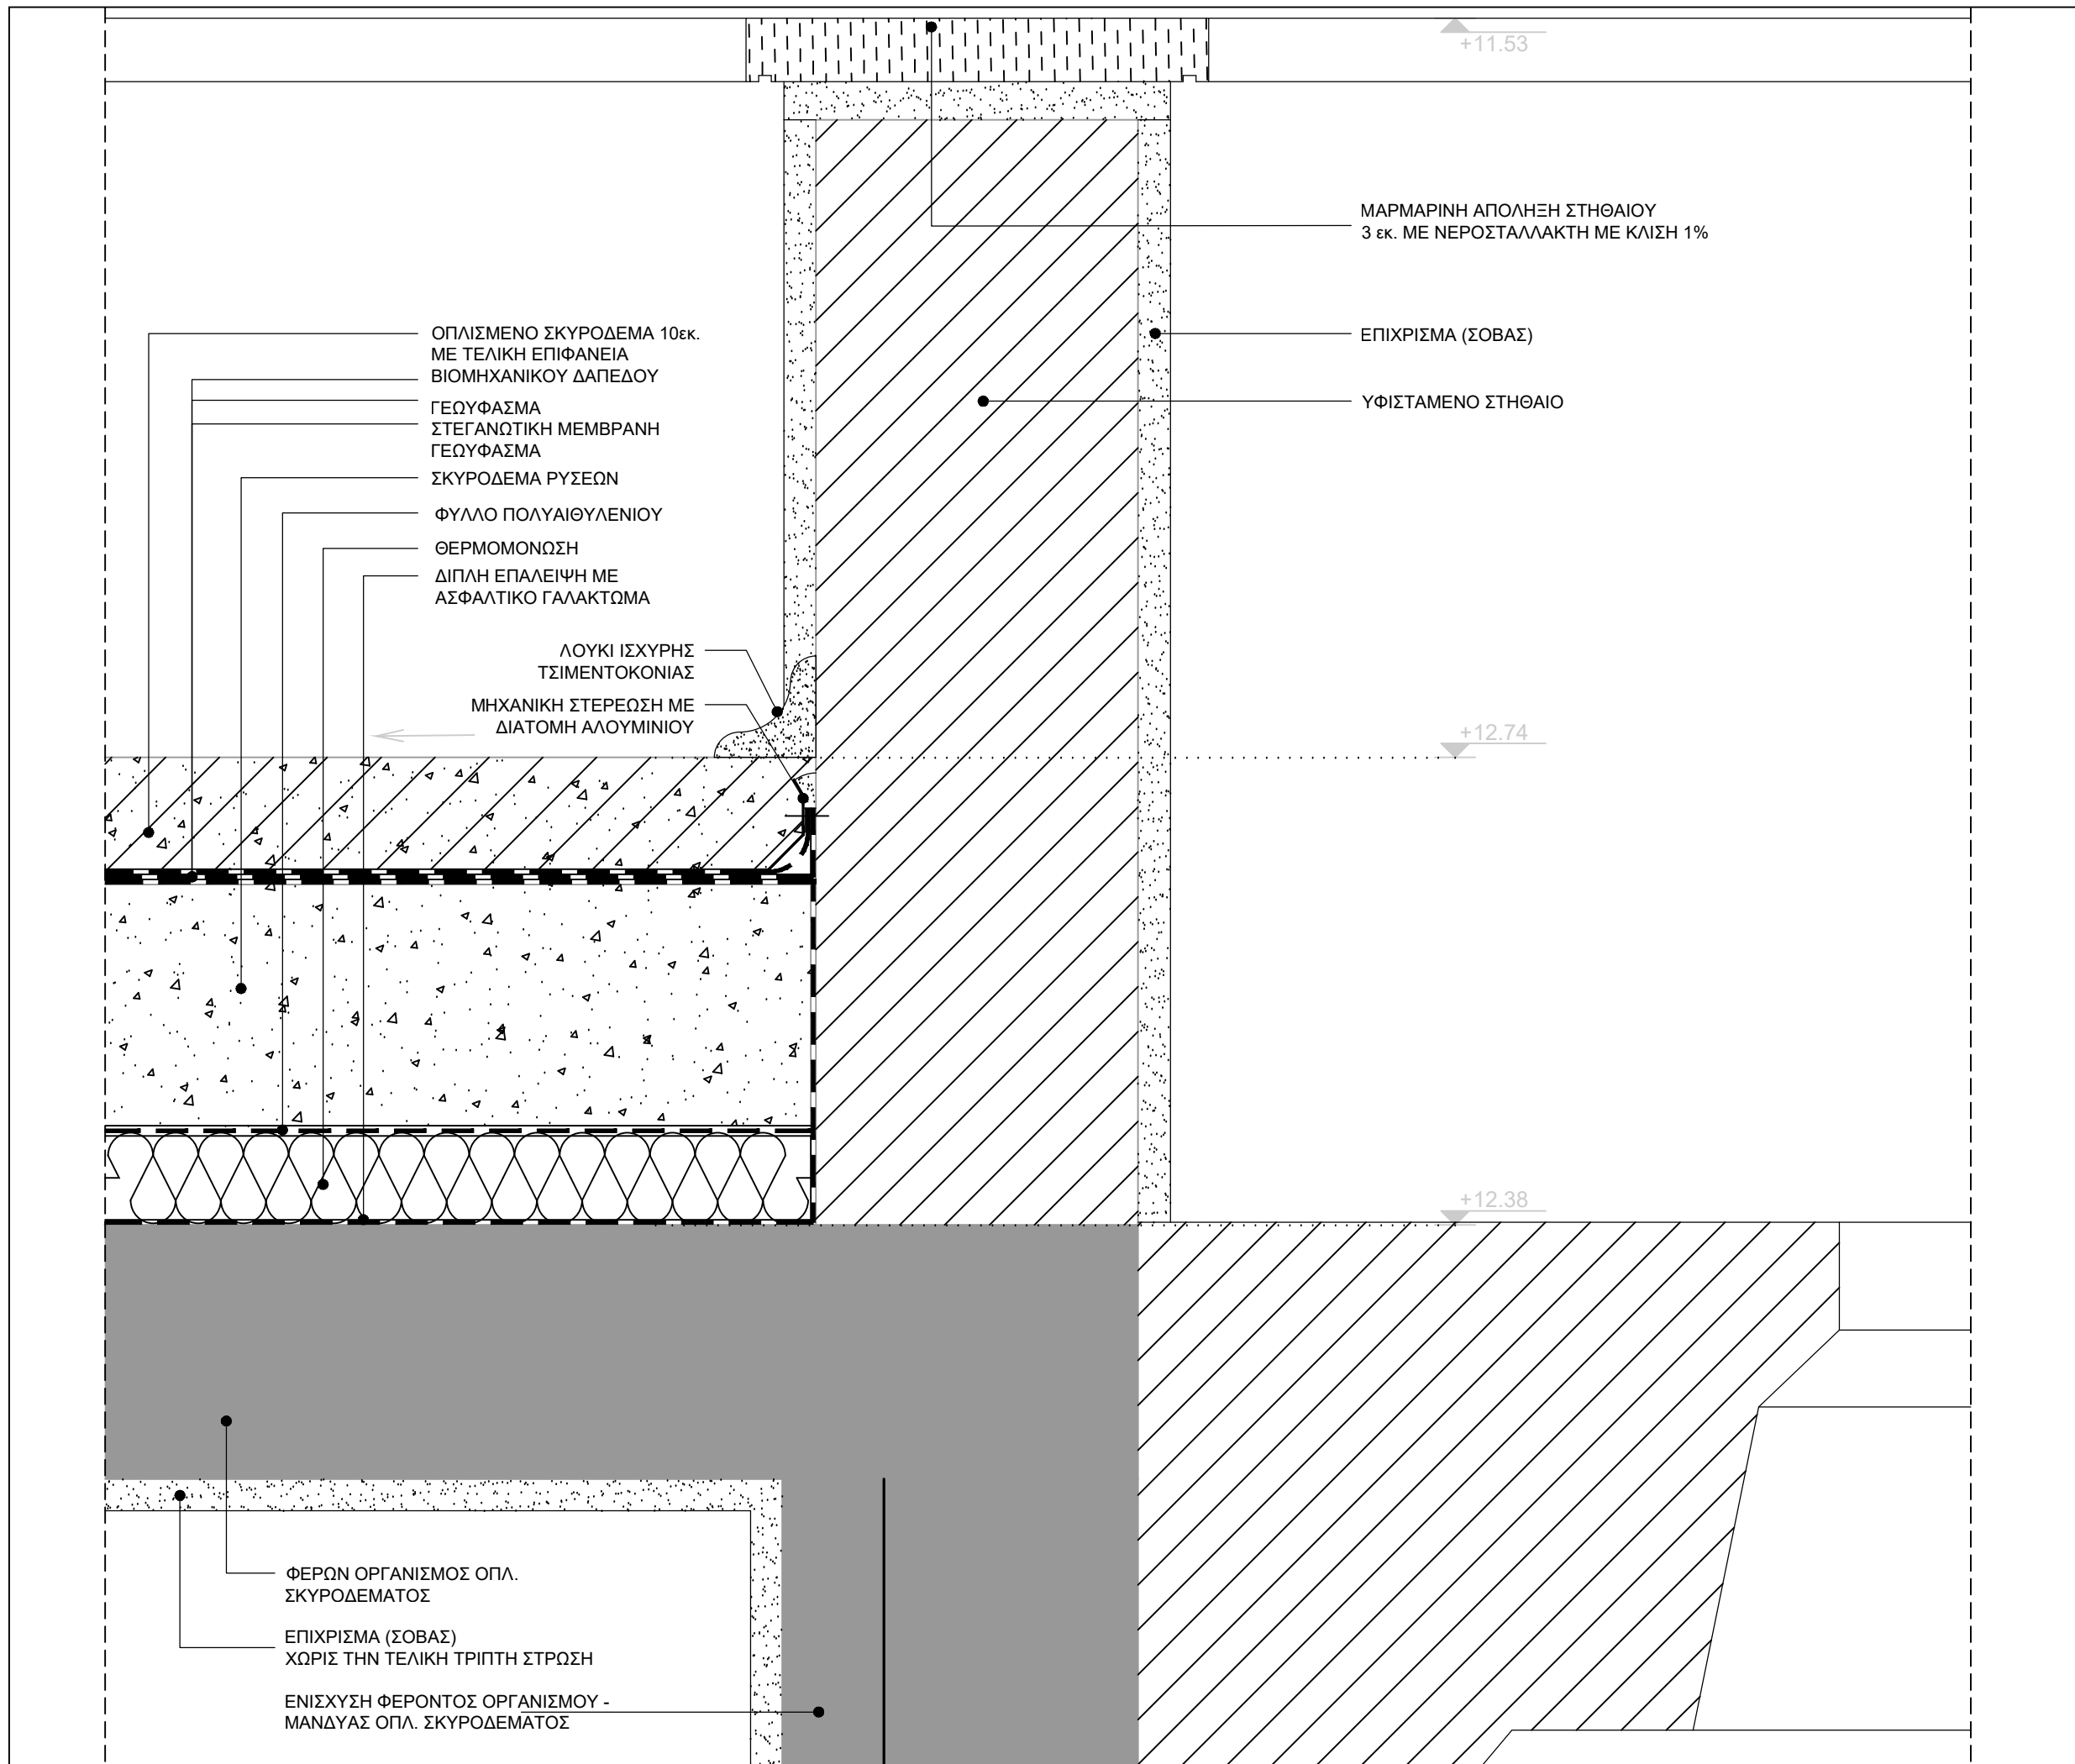 +11.53
ΜΑΡΜΑΡΙΝΗ ΑΠΟΛΗΞΗ ΣΤΗΘΑΙΟΥ
3 εκ. ΜΕ ΝΕΡΟΣΤΑΛΛΑΚΤΗ ΜΕ ΚΛΙΣΗ 1%
ΕΠΙΧΡΙΣΜΑ (ΣΟΒΑΣ)
ΥΦΙΣΤΑΜΕΝΟ ΣΤΗΘΑΙΟ
ΟΠΛΙΣΜΕΝΟ ΣΚΥΡΟΔΕΜΑ 10εκ.
ΜΕ ΤΕΛΙΚΗ ΕΠΙΦΑΝΕΙΑ
ΒΙΟΜΗΧΑΝΙΚΟΥ ΔΑΠΕΔΟΥ
ΓΕΩΥΦΑΣΜΑ
ΣΤΕΓΑΝΩΤΙΚΗ ΜΕΜΒΡΑΝΗ
ΓΕΩΥΦΑΣΜΑ
ΣΚΥΡΟΔΕΜΑ ΡΥΣΕΩΝ
ΦΥΛΛΟ ΠΟΛΥΑΙΘΥΛΕΝΙΟΥ
ΘΕΡΜΟΜΟΝΩΣΗ
ΔΙΠΛΗ ΕΠΑΛΕΙΨΗ ΜΕ
ΑΣΦΑΛΤΙΚΟ ΓΑΛΑΚΤΩΜΑ
ΛΟΥΚΙ ΙΣΧΥΡΗΣ
ΤΣΙΜΕΝΤΟΚΟΝΙΑΣ
ΜΗΧΑΝΙΚΗ ΣΤΕΡΕΩΣΗ ΜΕ
ΔΙΑΤΟΜΗ ΑΛΟΥΜΙΝΙΟΥ
+12.74
+12.38
ΦΕΡΩΝ ΟΡΓΑΝΙΣΜΟΣ ΟΠΛ.
ΣΚΥΡΟΔΕΜΑΤΟΣ
ΕΠΙΧΡΙΣΜΑ (ΣΟΒΑΣ)
ΧΩΡΙΣ ΤΗΝ ΤΕΛΙΚΗ ΤΡΙΠΤΗ ΣΤΡΩΣΗ
ΕΝΙΣΧΥΣΗ ΦΕΡΟΝΤΟΣ ΟΡΓΑΝΙΣΜΟΥ -
ΜΑΝΔΥΑΣ ΟΠΛ. ΣΚΥΡΟΔΕΜΑΤΟΣ